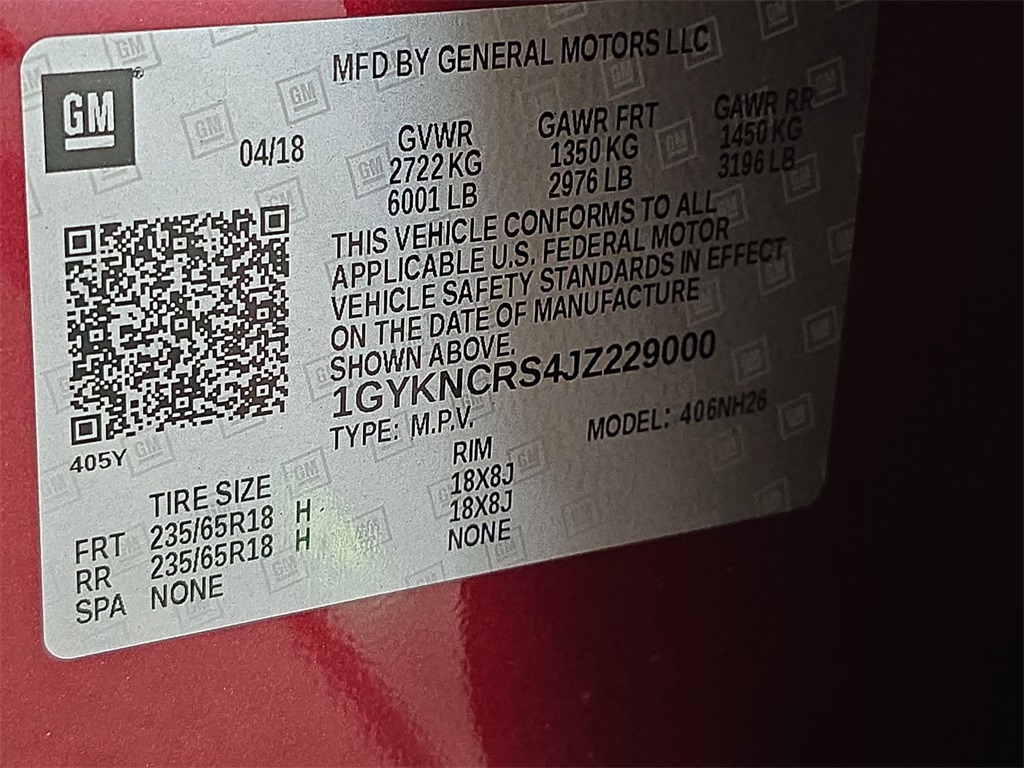 MFD BY GENERAL MOTORS LLC
GM
04/18
GVWR
2722 KG
6001 LB
GAWR FRT
1350 KG
2976 LB
GAWR RR
1450 KG
3196 LB
THIS VEHICLE CONFORMS TO ALL
APPLICABLE U.S. FEDERAL MOTOR
VEHICLE SAFETY STANDARDS IN EFFECT
ON THE DATE OF MANUFACTURE
SHOWN ABOVE.
1GYKNCRS4JZ229000
TYPE: M.P.V.
MODEL: 406NH26
405Y
TIRE SIZE
RIM
FRT 235/65R18 H 18X8J
RR 235/65R18 H 18X8J
SPA NONE NONE